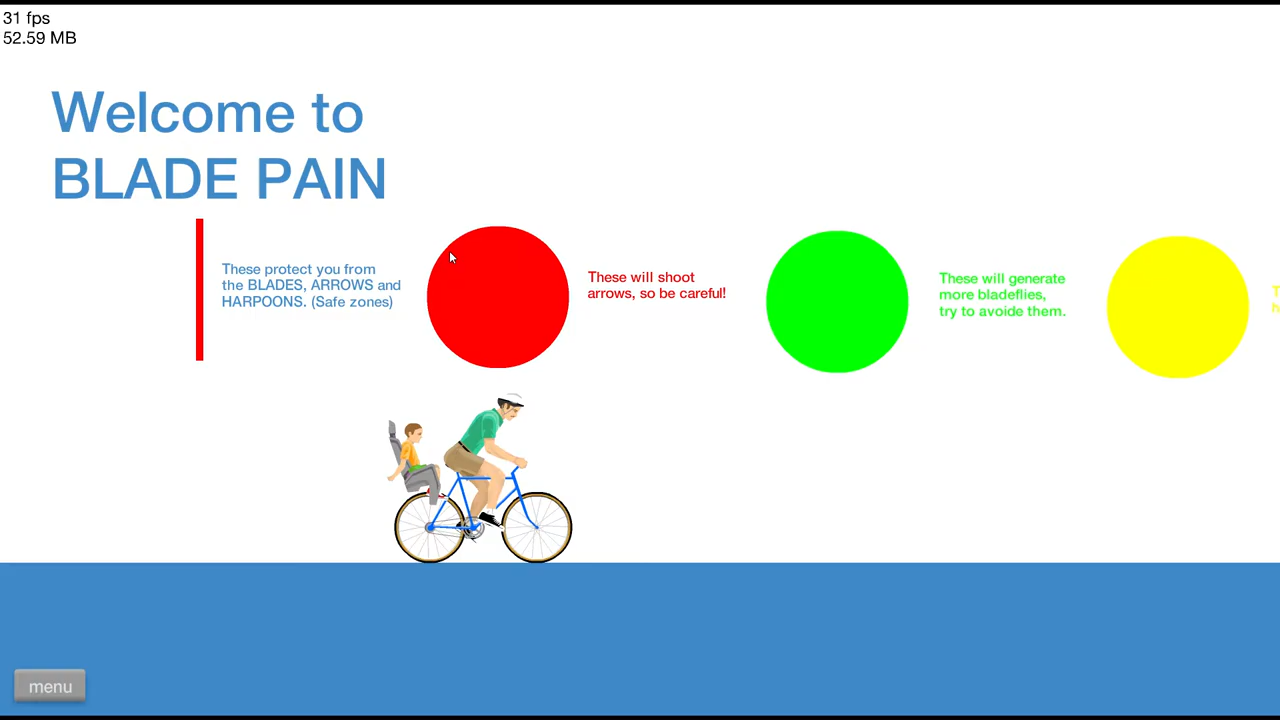 31 fps
52.59 MB
Welcome to
BLADE PAIN
These protect you from
the BLADES, ARROWS and
HARPOONS. (Safe zones)
These will shoot
arrows, so be careful!
These will generate
more bladeflies,
try to avoide them.
menu